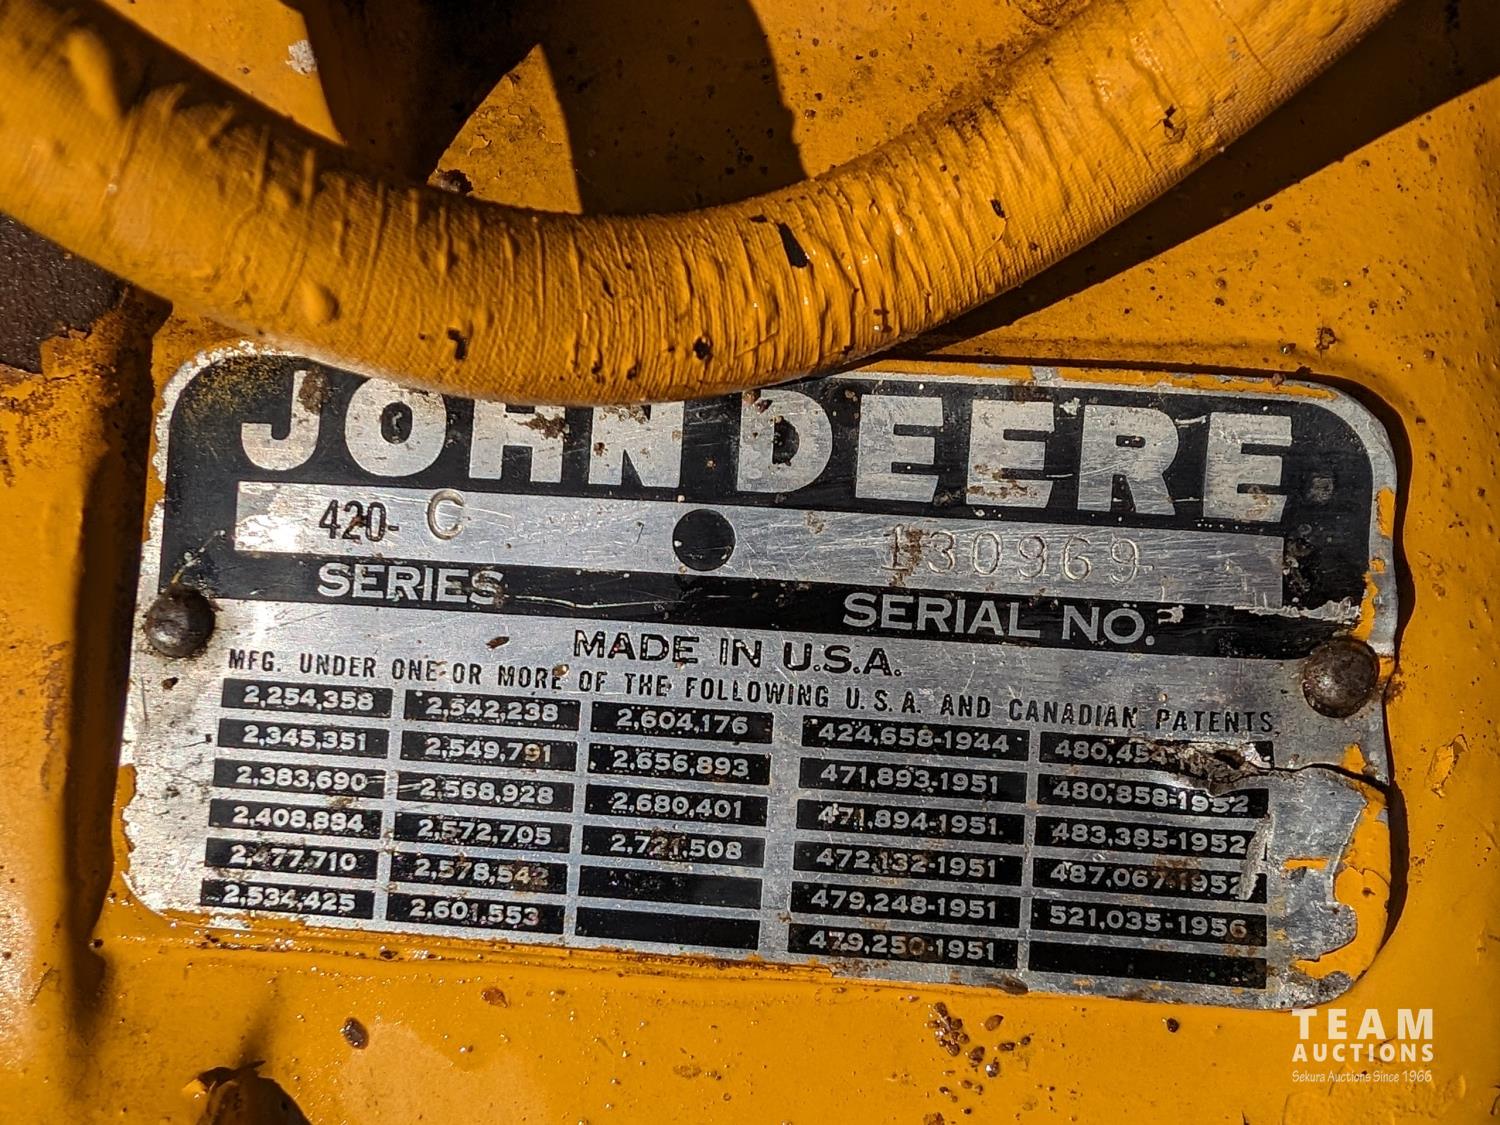 JOHN DEERE
420- C 130969
SERIES SERIAL NO.
MADE IN U.S.A.
MFG. UNDER ONE OR MORE OF THE FOLLOWING U.S.A. AND CANADIAN PATENTS
2,254,358 2,542,238 2,604,176 424,658-1944
2,345,351 2,549,791 2,656,893 471,893-1951 480,858-1952
2,383,690 2,568,928 2,680,401 471,894-1951 483,385-1952
2,408,884 2,572,705 2,721,508 472,132-1951 487,067-1952
2,477,710 2,578,542 479,248-1951 521,035-1956
2,534,425 2,601,553 479,250-1951
TEAM
AUCTIONS
Sekura Auctions Since 1966